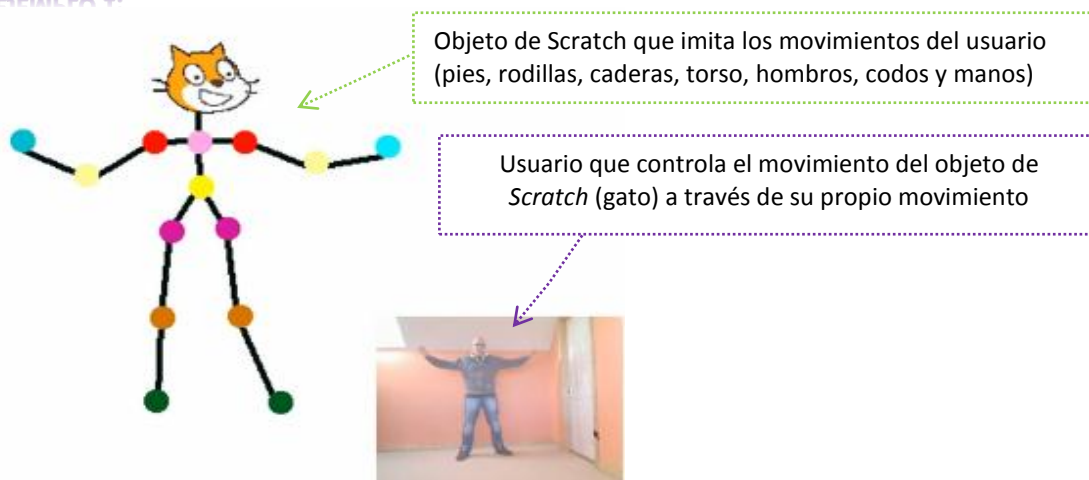 Objeto de Scratch que imita los movimientos del usuario
(pies, rodillas, caderas, torso, hombros, codos y manos)
Usuario que controla el movimiento del objeto de
Scratch (gato) a través de su propio movimiento